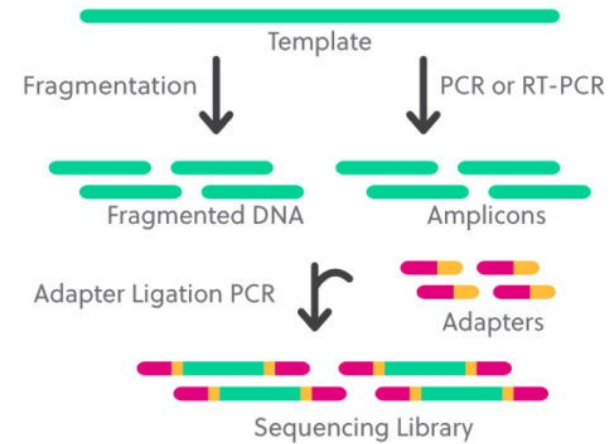 Template
Fragmentation
PCR or RT-PCR
Fragmented DNA
Amplicons
Adapter Ligation PCR
Adapters
Sequencing Library